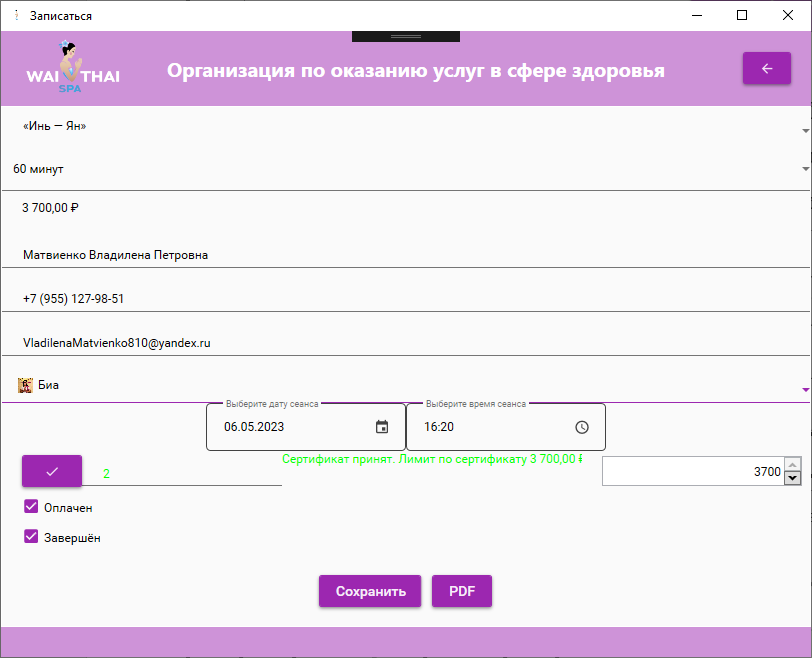 Записаться
WAI THAI
SPA
Организация по оказанию услуг в сфере здоровья
«Инь — Ян»
60 минут
3 700,00 ₽
Матвиенко Владилена Петровна
+7 (955) 127-98-51
VladilenaMatvienko810@yandex.ru
Биа
Выберите дату сеанса
Выберите время сеанса
06.05.2023
16:20
Сертификат принят. Лимит по сертификату 3 700,00 ₽
2
3700
Оплачен
Завершён
Сохранить
PDF